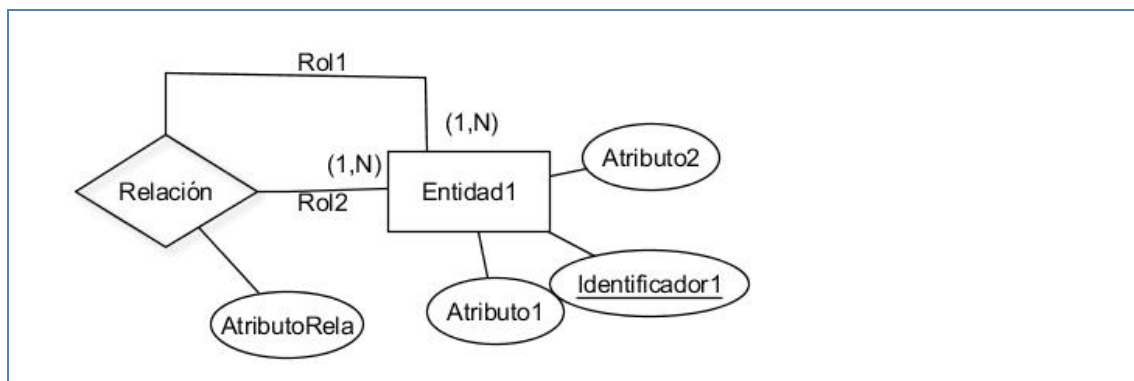 Rol1
(1,N)
(1,N)
Atributo2
Relación
Entidad1
Rol2
Identificador1
Atributo1
AtributoRela